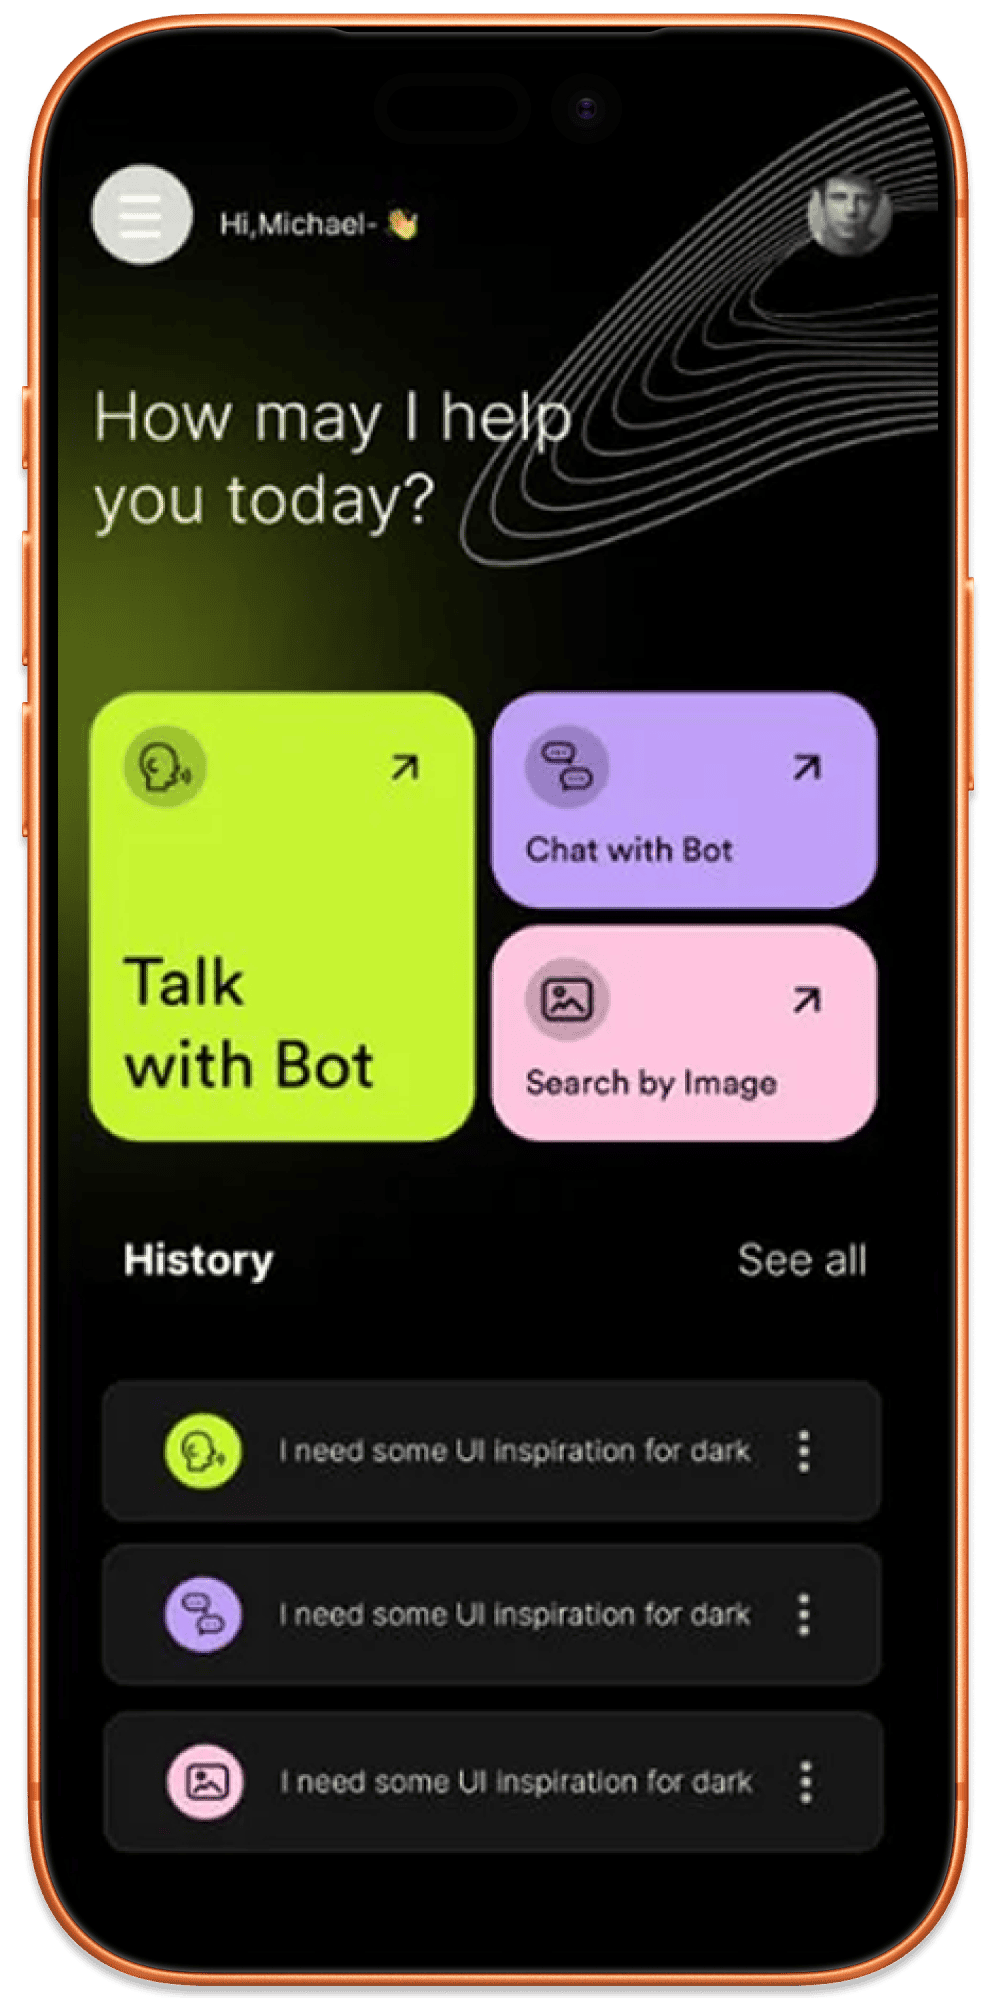 Hi,Michael- 👋
How may I help
you today?
Talk
with Bot
Chat with Bot
Search by Image
History
See all
I need some UI inspiration for dark
I need some UI inspiration for dark
I need some UI inspiration for dark